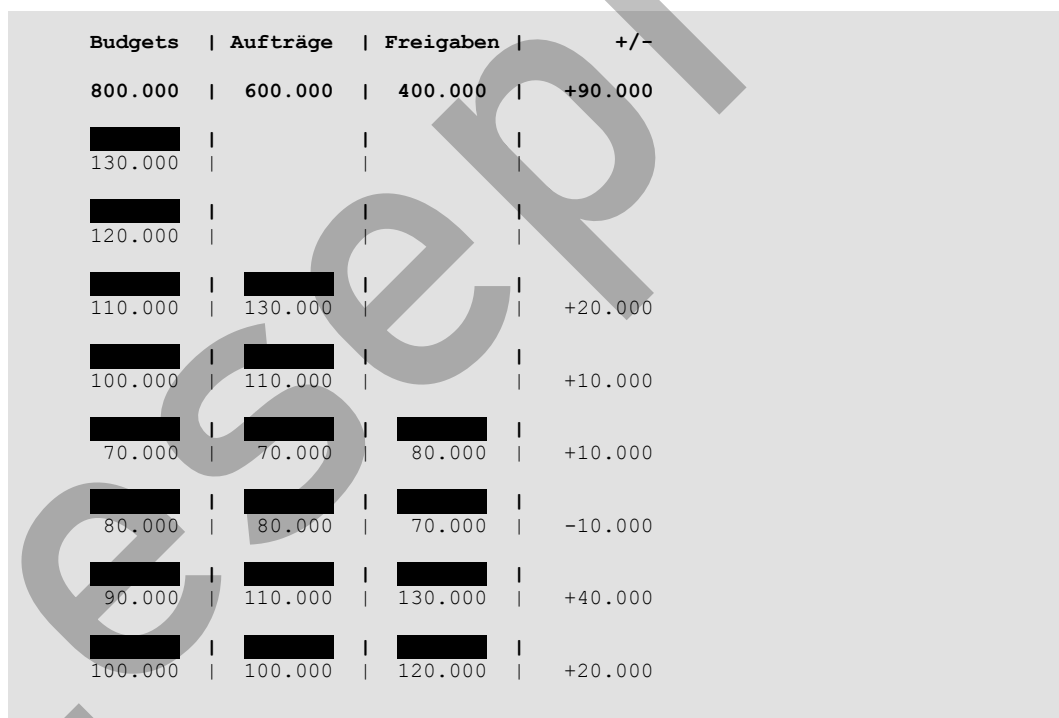 Budgets | Aufträge | Freigaben | +/-
800.000 | 600.000 | 400.000 | +90.000
| | |
130.000 | | |
| | |
120.000 | | |
| | |
110.000 | 130.000 | | +20.000
| | |
100.000 | 110.000 | | +10.000
| | |
70.000 | 70.000 | 80.000 | +10.000
| | |
80.000 | 80.000 | 70.000 | -10.000
| | |
90.000 | 110.000 | 130.000 | +40.000
| | |
100.000 | 100.000 | 120.000 | +20.000